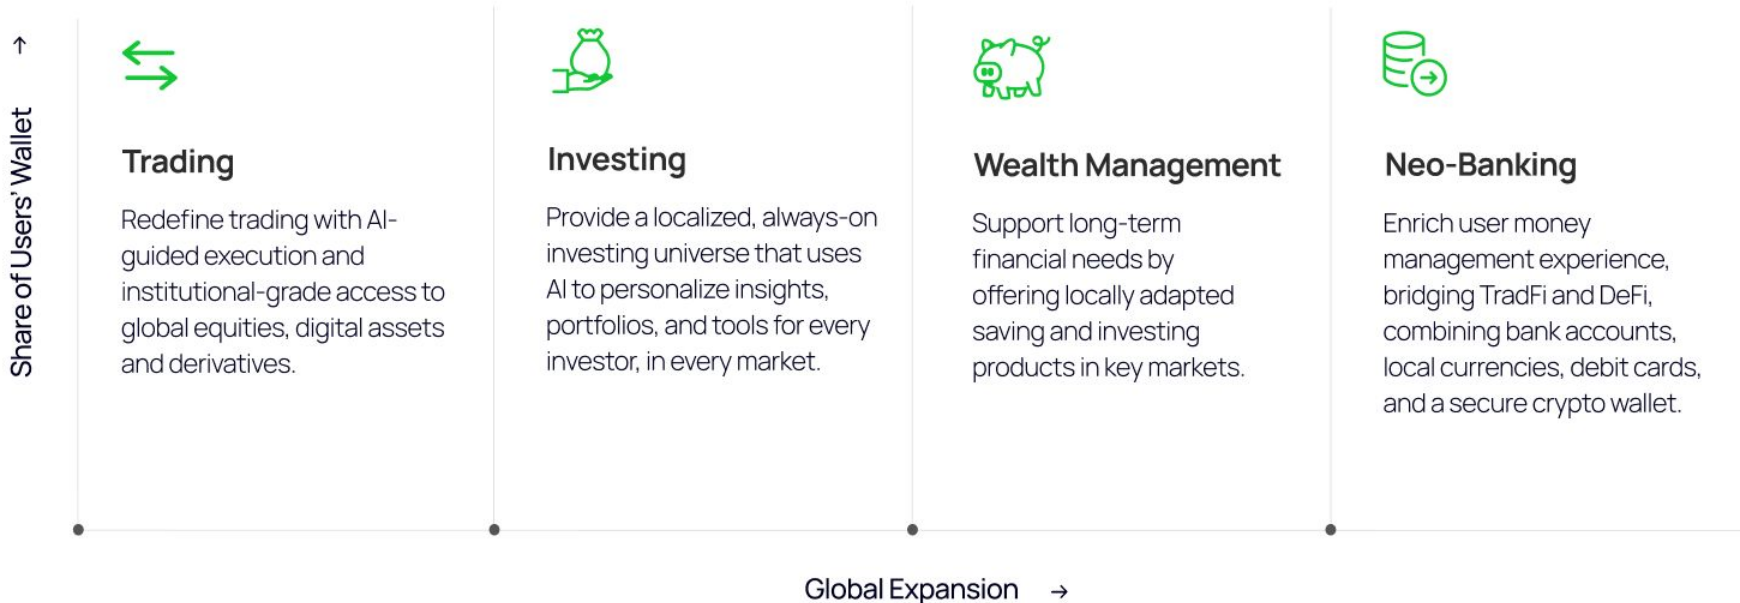 Share of Users' Wallet →
Trading
Redefine trading with AI-
guided execution and
institutional-grade access to
global equities, digital assets
and derivatives.
Investing
Provide a localized, always-on
investing universe that uses
AI to personalize insights,
portfolios, and tools for every
investor, in every market.
Wealth Management
Support long-term
financial needs by
offering locally adapted
saving and investing
products in key markets.
Neo-Banking
Enrich user money
management experience,
bridging TradFi and DeFi,
combining bank accounts,
local currencies, debit cards,
and a secure crypto wallet.
Global Expansion →